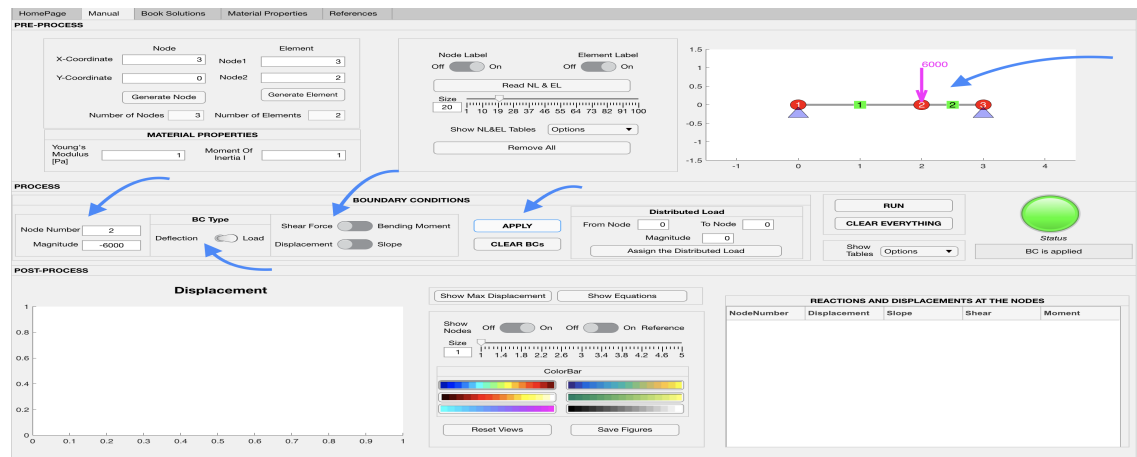 HomePage Manual Book Solutions Material Properties References
PRE-PROCESS
Node Element
X-Coordinate 3 Node1 3
Y-Coordinate 0 Node2 2
Generate Node Generate Element
Number of Nodes 3 Number of Elements 2
MATERIAL PROPERTIES
Young's
Modulus
[Pa] 1 Moment Of
Inertia I 1
Node Label Element Label
Off On Off On
Read NL & EL
Size
20 1 10 19 28 37 46 55 64 73 82 91 100
Show NL&EL Tables Options
Remove All
1.5
1
0.5
0
-0.5
-1
-1.5
-1 0 1 2 3 4
6000
1 1 2 2 3
PROCESS
BOUNDARY CONDITIONS
Node Number 2
Magnitude -6000
BC Type
Deflection Load
Shear Force Bending Moment
Displacement Slope
APPLY
CLEAR BCs
Distributed Load
From Node 0 To Node 0
Magnitude 0
Assign the Distributed Load
RUN
CLEAR EVERYTHING
Show
Tables Options
Status
BC is applied
POST-PROCESS
Displacement
1
0.8
0.6
0.4
0.2
0
0 0.1 0.2 0.3 0.4 0.5 0.6 0.7 0.8 0.9 1
Show Max Displacement Show Equations
Show
Nodes Off On Off On Reference
Size
1 1 1.4 1.8 2.2 2.6 3 3.4 3.8 4.2 4.6 5
ColorBar
Reset Views Save Figures
REACTIONS AND DISPLACEMENTS AT THE NODES
NodeNumber Displacement Slope Shear Moment